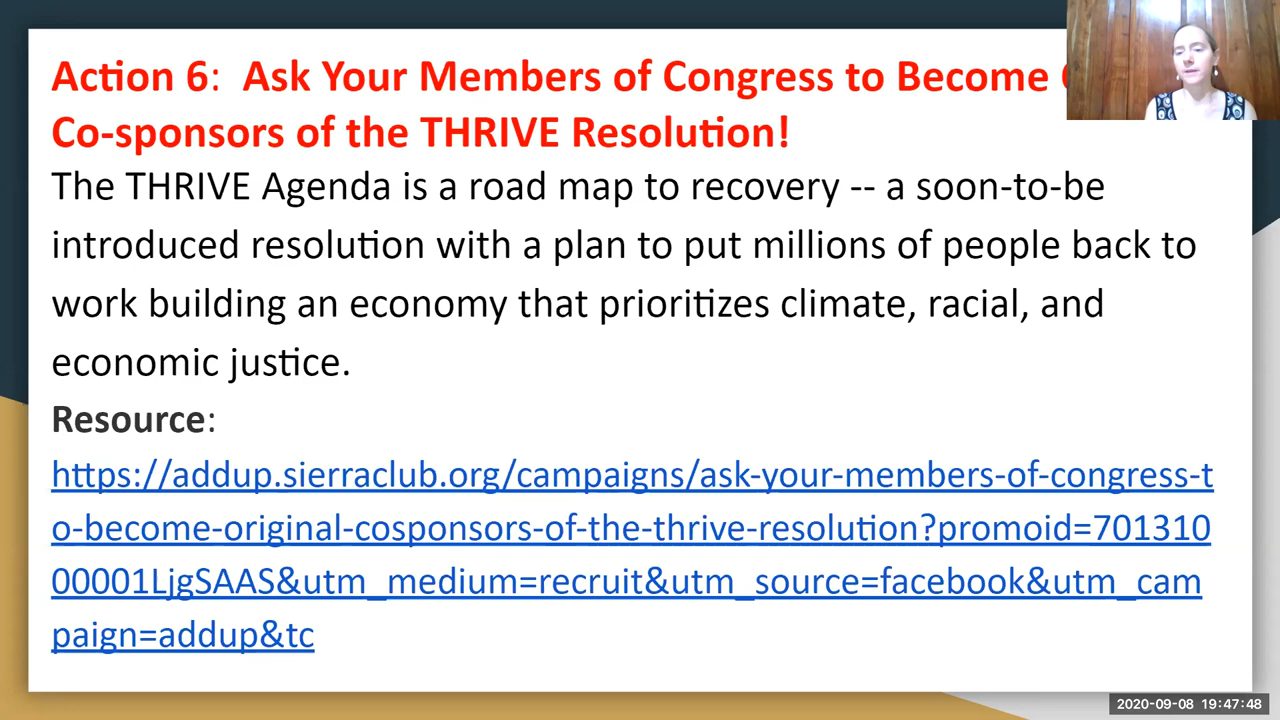 Action 6:  Ask Your Members of Congress to Become
Co-sponsors of the THRIVE Resolution!
The THRIVE Agenda is a road map to recovery -- a soon-to-be
introduced resolution with a plan to put millions of people back to
work building an economy that prioritizes climate, racial, and
economic justice.
Resource:
https://addup.sierraclub.org/campaigns/ask-your-members-of-congress-t
o-become-original-cosponsors-of-the-thrive-resolution?promoid=701310
00001LjgSAAS&utm_medium=recruit&utm_source=facebook&utm_cam
paign=addup&tc
2020-09-08 19:47:48